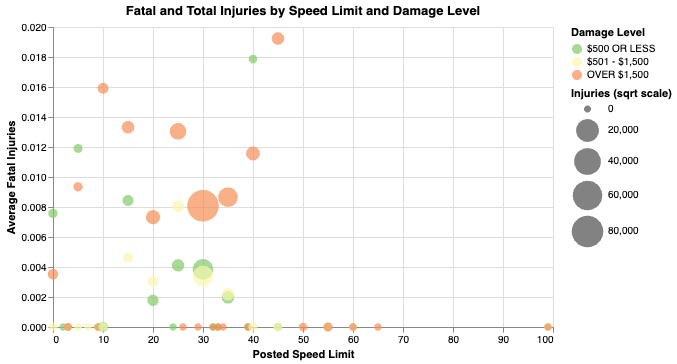 Fatal and Total Injuries by Speed Limit and Damage Level
0.020
0.018
0.016
0.014
0.012
0.010
0.008
0.006
0.004
0.002
0.000
Average Fatal Injuries
0 10 20 30 40 50 60 70 80 90 100
Posted Speed Limit
Damage Level
$500 OR LESS
$501 - $1,500
OVER $1,500
Injuries (sqrt scale)
0
20,000
40,000
60,000
80,000